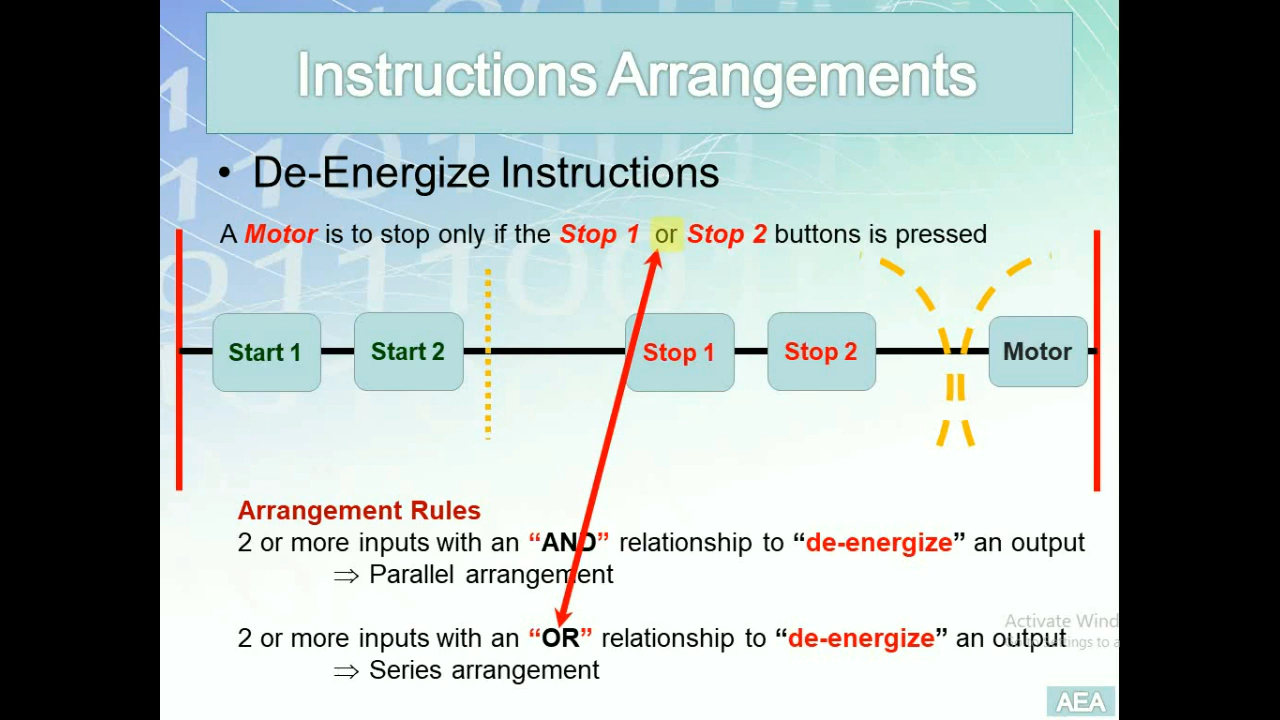 Instructions Arrangements
• De-Energize Instructions
A Motor is to stop only if the Stop 1 or Stop 2 buttons is pressed
Start 1 Start 2 Stop 1 Stop 2 Motor
Arrangement Rules
2 or more inputs with an “AND” relationship to “de-energize” an output
⇒ Parallel arrangement
2 or more inputs with an “OR” relationship to “de-energize” an output
⇒ Series arrangement
Activate Wind
AEA